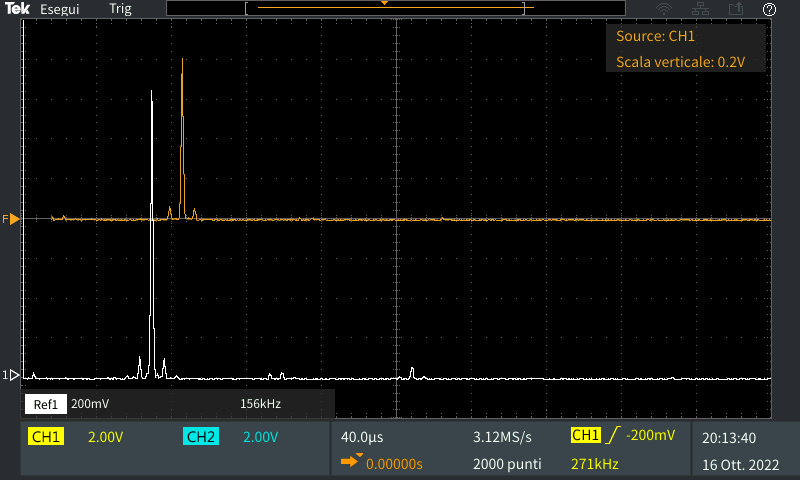 Tek Esegui Trig
Source: CH1
Scala verticale: 0.2V
F
1
Ref1 200mV 156kHz
CH1 2.00V CH2 2.00V 40.0µs 3.12MS/s CH1 -200mV 20:13:40
0.00000s 2000 punti 271kHz 16 Ott. 2022